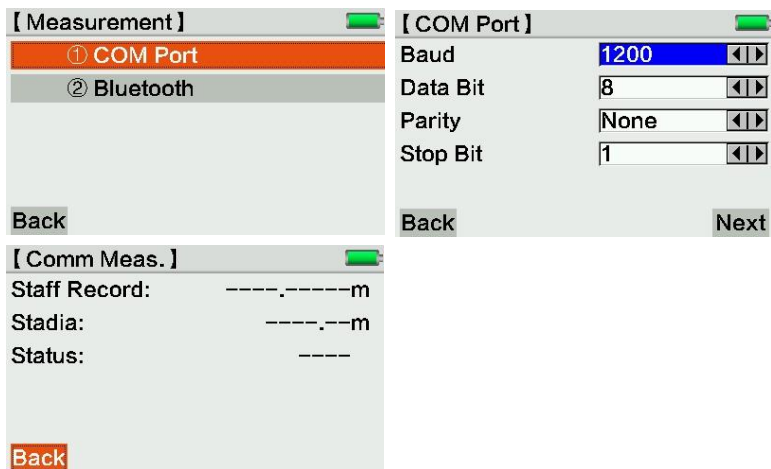 【Measurement】
① COM Port
② Bluetooth
Back
【COM Port】
Baud 1200
Data Bit 8
Parity None
Stop Bit 1
Back Next
【Comm Meas.】
Staff Record: ----.-----m
Stadia: ----.--m
Status: ----
Back